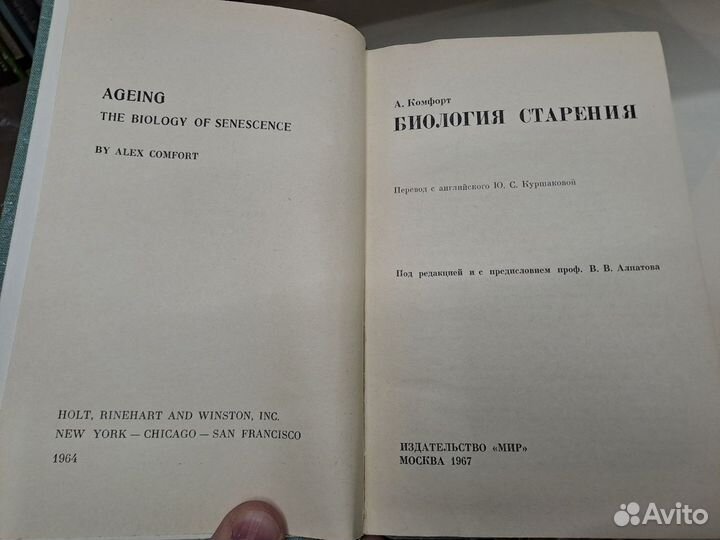 AGEING
THE BIOLOGY OF SENESCENCE
BY ALEX COMFORT
HOLT, RINEHART AND WINSTON, INC.
NEW YORK — CHICAGO — SAN FRANCISCO
1964
А. Комфорт
БИОЛОГИЯ СТАРЕНИЯ
Перевод с английского Ю. С. Куршаковой
Под редакцией и с предисловием проф. В. В. Алпатова
ИЗДАТЕЛЬСТВО «МИР»
МОСКВА 1967
Avito